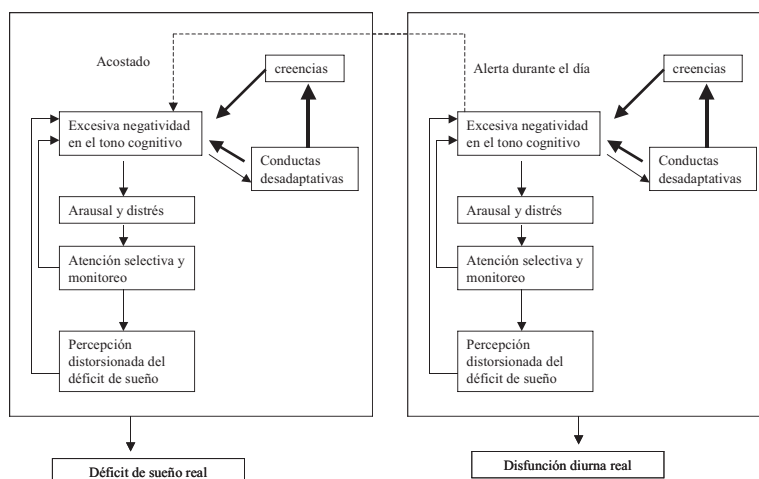 Acostado
creencias
Excesiva negatividad
en el tono cognitivo
Conductas
desadaptativas
Arausal y distrés
Atención selectiva y
monitoreo
Percepción
distorsionada del
déficit de sueño
Déficit de sueño real
Alerta durante el día
creencias
Excesiva negatividad
en el tono cognitivo
Conductas
desadaptativas
Arausal y distrés
Atención selectiva y
monitoreo
Percepción
distorsionada del
déficit de sueño
Disfunción diurna real